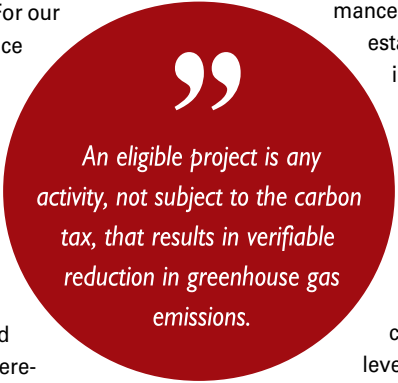 For our
mance
ce
esta
i
”
An eligible project is any
activity, not subject to the carbon
tax, that results in verifiable
reduction in greenhouse gas
emissions.
d
c
ere-
leve